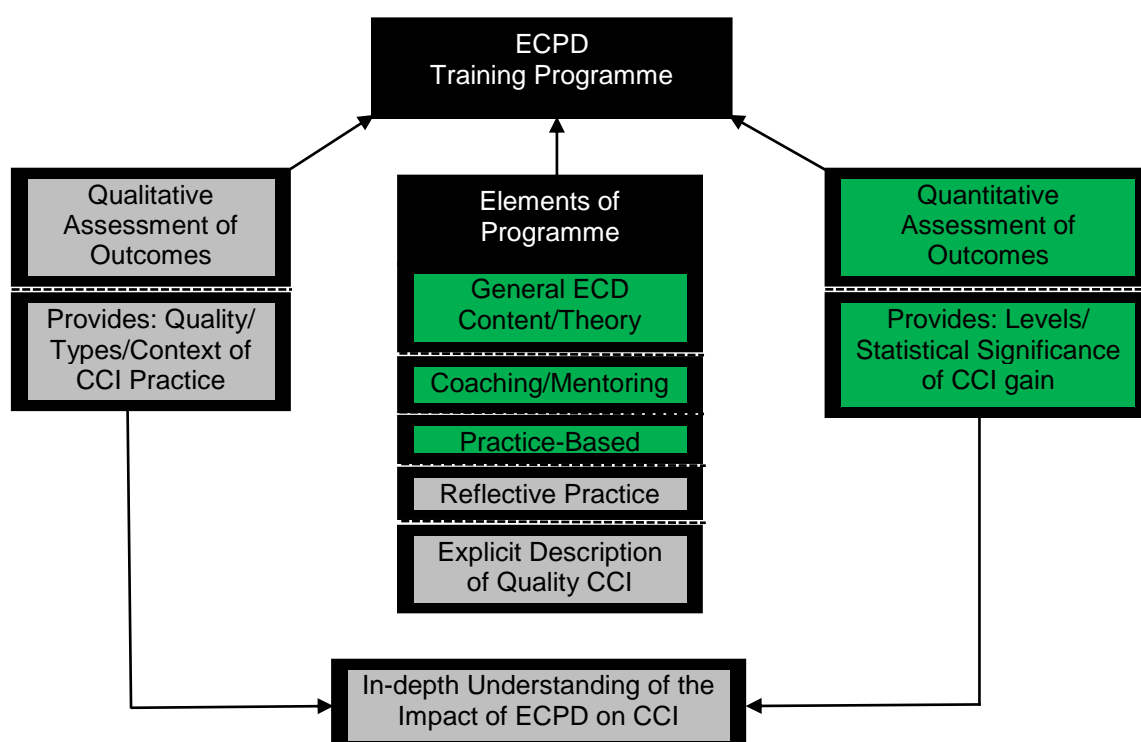 ECPD
Training Programme
Qualitative
Assessment of
Outcomes
Provides: Quality/
Types/Context of
CCI Practice
Elements of
Programme
General ECD
Content/Theory
Coaching/Mentoring
Practice-Based
Reflective Practice
Explicit Description
of Quality CCI
Quantitative
Assessment of
Outcomes
Provides: Levels/
Statistical Significance
of CCI gain
In-depth Understanding of the
Impact of ECPD on CCI